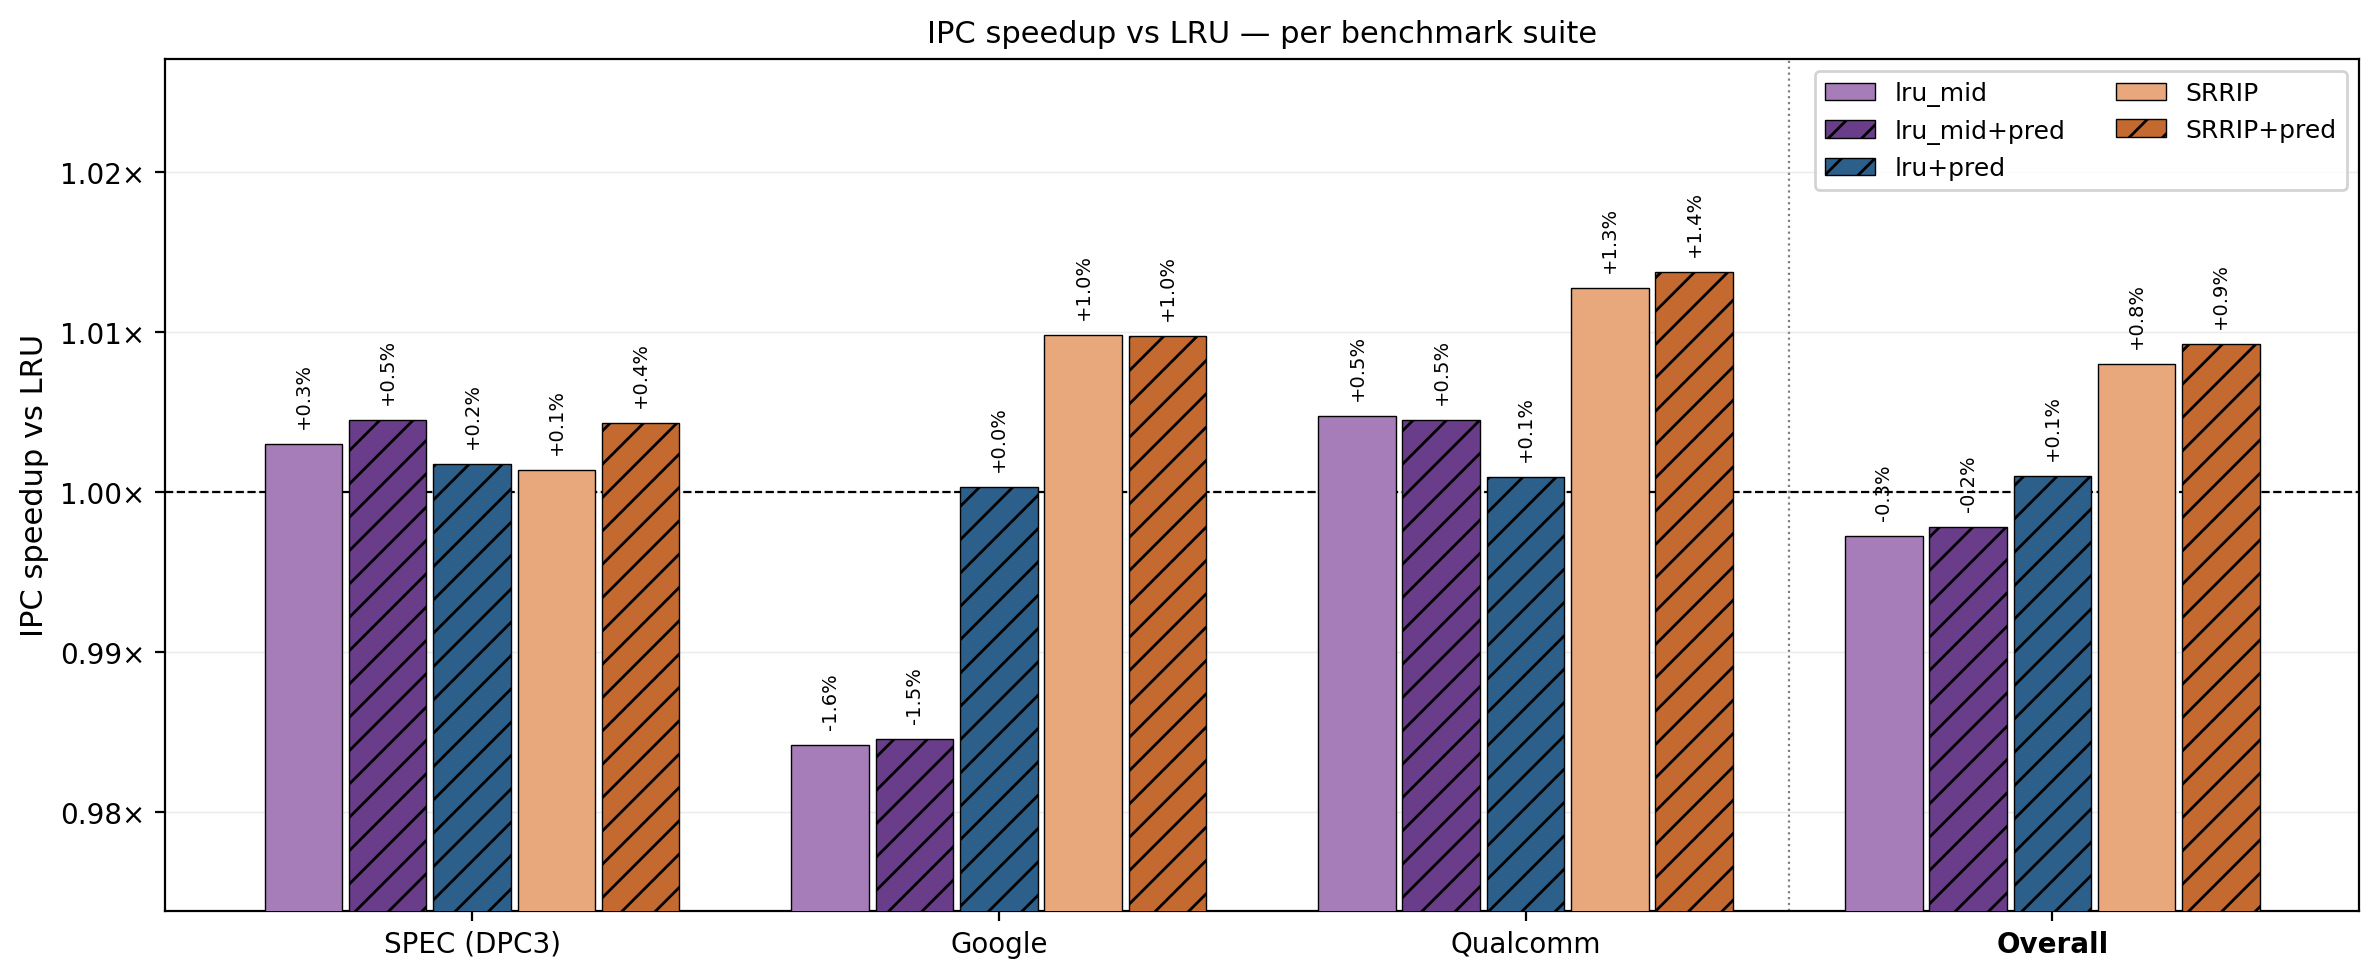 IPC speedup vs LRU — per benchmark suite
IPC speedup vs LRU
1.02×
1.01×
1.00×
0.99×
0.98×
lru_mid
lru_mid+pred
lru+pred
SRRIP
SRRIP+pred
+0.3%
+0.5%
+0.2%
+0.1%
+0.4%
-1.6%
-1.5%
+0.0%
+1.0%
+1.0%
+0.5%
+0.5%
+0.1%
+1.3%
+1.4%
-0.3%
-0.2%
+0.1%
+0.8%
+0.9%
SPEC (DPC3)
Google
Qualcomm
Overall